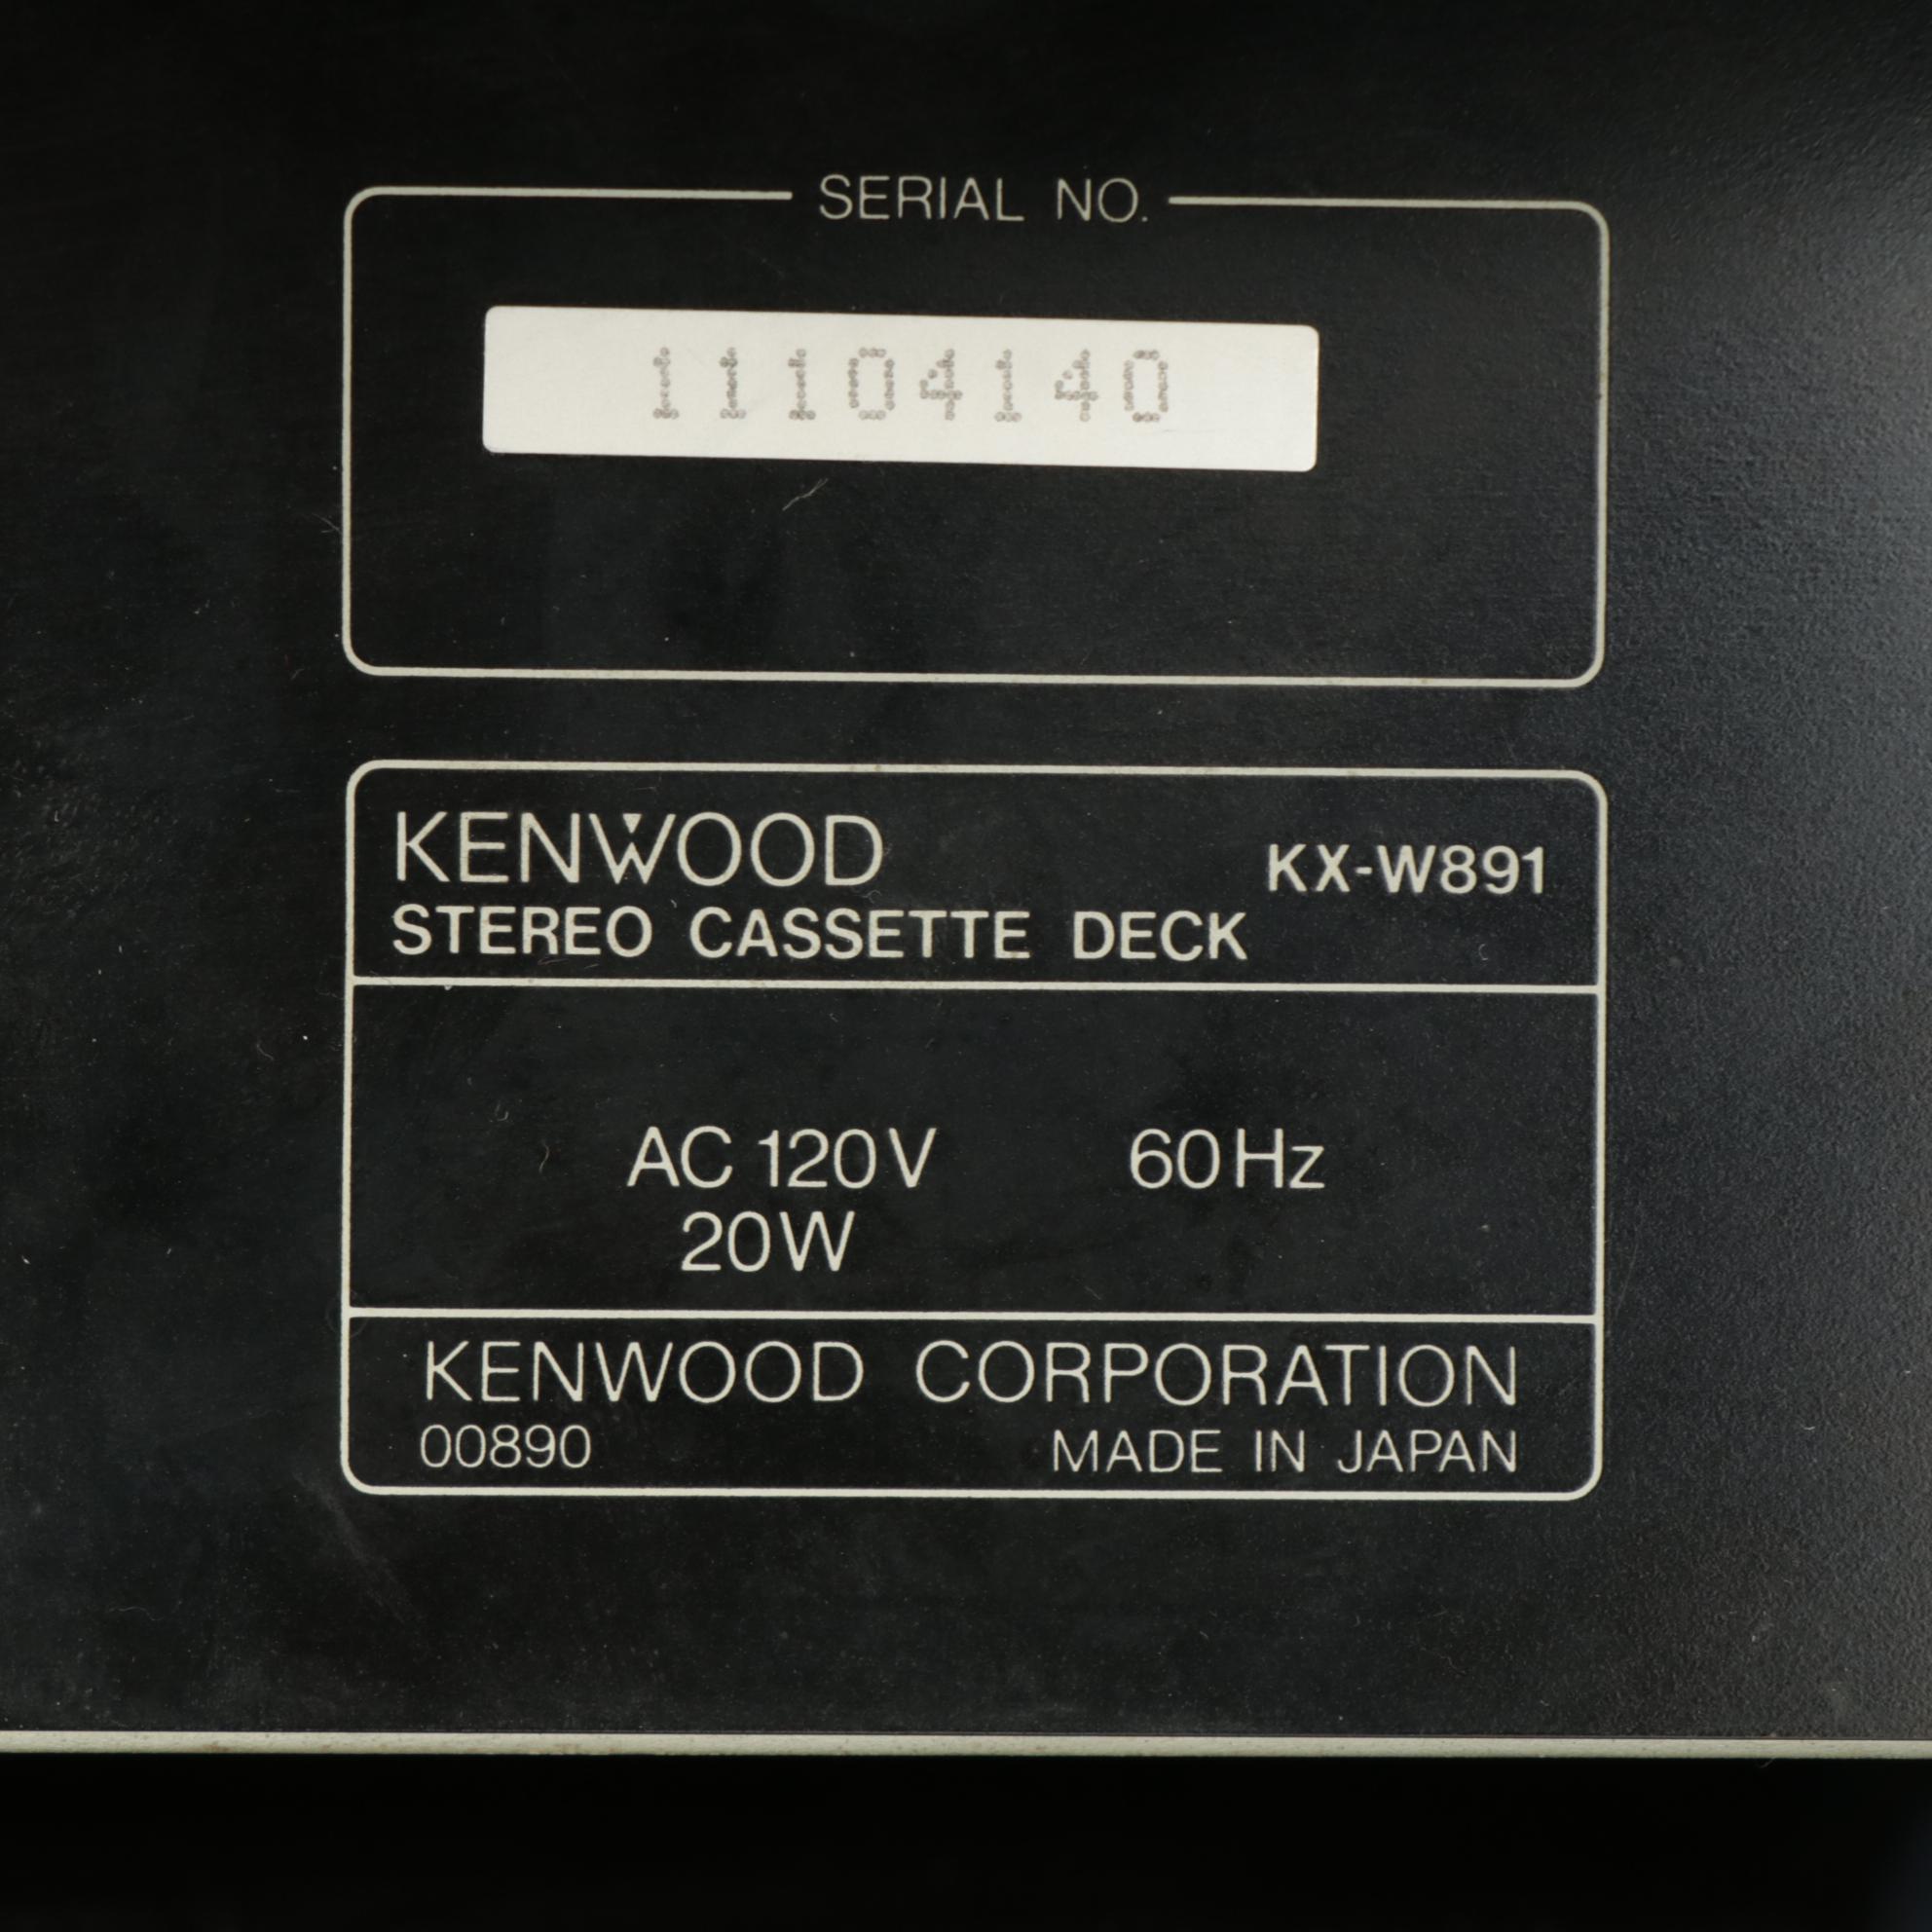 SERIAL NO.
11104140
KENWOOD KX-W891
STEREO CASSETTE DECK
AC 120V 60Hz
20W
KENWOOD CORPORATION
00890 MADE IN JAPAN